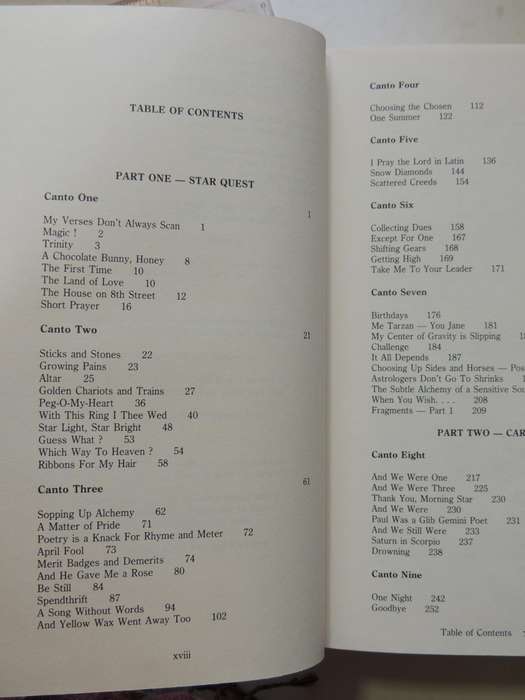 TABLE OF CONTENTS
PART ONE — STAR QUEST
Canto One 1
My Verses Don't Always Scan 1
Magic ! 2
Trinity 3
A Chocolate Bunny, Honey 8
The First Time 10
The Land of Love 10
The House on 8th Street 12
Short Prayer 16
Canto Two 21
Sticks and Stones 22
Growing Pains 23
Altar 25
Golden Chariots and Trains 27
Peg-O-My-Heart 36
With This Ring I Thee Wed 40
Star Light, Star Bright 48
Guess What ? 53
Which Way To Heaven ? 54
Ribbons For My Hair 58
Canto Three 61
Sopping Up Alchemy 62
A Matter of Pride 71
Poetry is a Knack For Rhyme and Meter 72
April Fool 73
Merit Badges and Demerits 74
And He Gave Me a Rose 80
Be Still 84
Spendthrift 87
A Song Without Words 94
And Yellow Wax Went Away Too 102
xviii
Canto Four
Choosing the Chosen 112
One Summer 122
Canto Five
I Pray the Lord in Latin 136
Snow Diamonds 144
Scattered Creeds 154
Canto Six
Collecting Dues 158
Except For One 167
Shifting Gears 168
Getting High 169
Take Me To Your Leader 171
Canto Seven
Birthdays 176
Me Tarzan — You Jane 181
My Center of Gravity is Slipping
Challenge 184
It All Depends 187
Choosing Up Sides and Horses — Pos
Astrologers Don't Go To Shrinks
The Subtle Alchemy of a Sensitive Sou
When You Wish. . . . 208
Fragments — Part 1 209
PART TWO — CAR
Canto Eight
And We Were One 217
And We Were Three 225
Thank You, Morning Star 230
And We Were 230
Paul Was a Glib Gemini Poet 231
And We Still Were 233
Saturn in Scorpio 237
Drowning 238
Canto Nine
One Night 242
Goodbye 252
Table of Contents